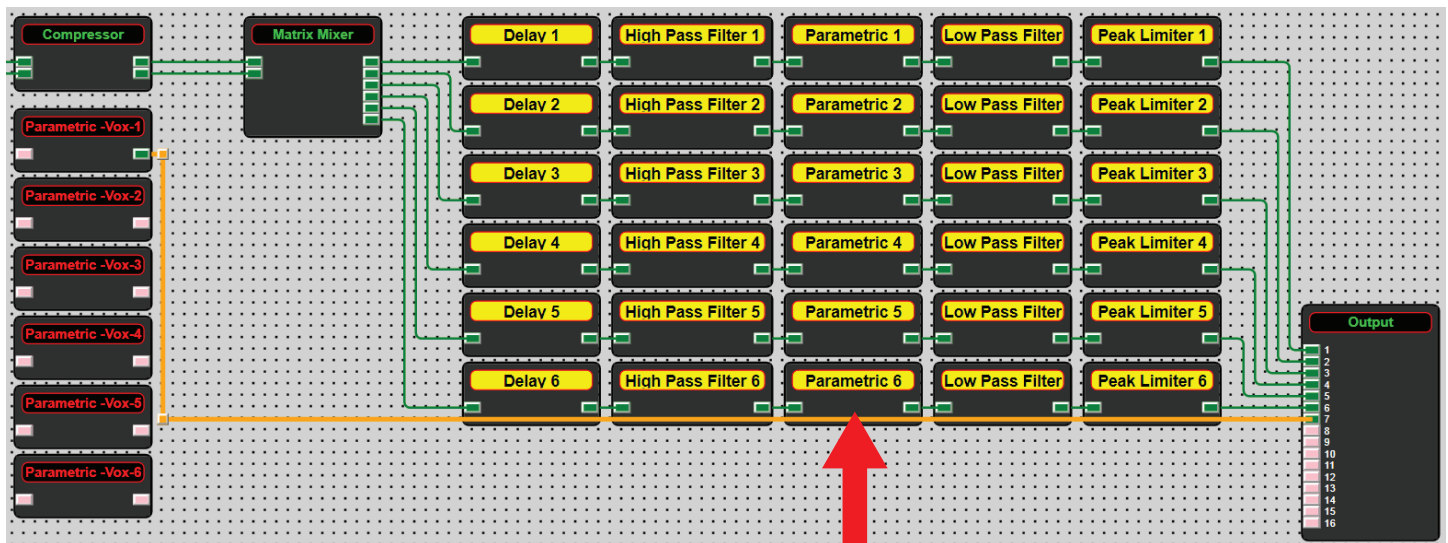 Compressor
Matrix Mixer
Delay 1
High Pass Filter 1
Parametric 1
Low Pass Filter
Peak Limiter 1
Parametric -Vox-1
Delay 2
High Pass Filter 2
Parametric 2
Low Pass Filter
Peak Limiter 2
Parametric -Vox-2
Delay 3
High Pass Filter 3
Parametric 3
Low Pass Filter
Peak Limiter 3
Parametric -Vox-3
Delay 4
High Pass Filter 4
Parametric 4
Low Pass Filter
Peak Limiter 4
Parametric -Vox-4
Delay 5
High Pass Filter 5
Parametric 5
Low Pass Filter
Peak Limiter 5
Parametric -Vox-5
Delay 6
High Pass Filter 6
Parametric 6
Low Pass Filter
Peak Limiter 6
Parametric -Vox-6
Output
1
2
3
4
5
6
7
8
9
10
11
12
13
14
15
16